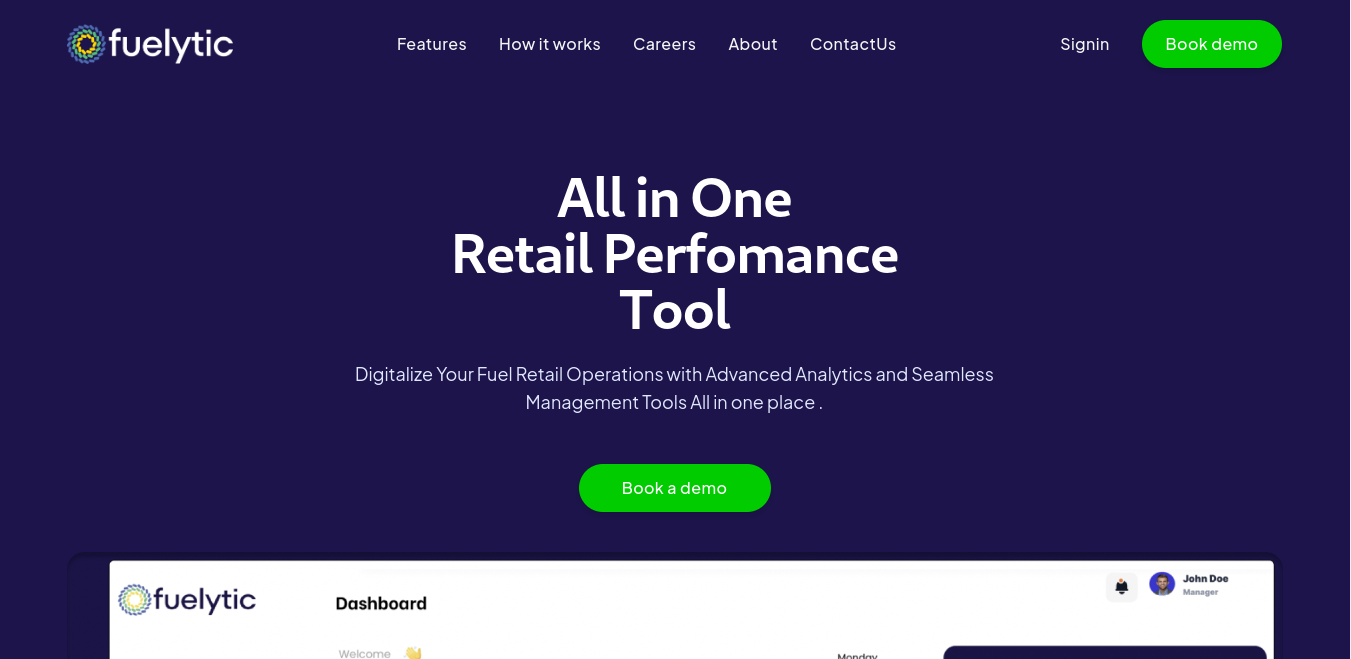 fuelytic
Features How it works Careers About ContactUs
Signin Book demo
All in One
Retail Perfomance
Tool
Digitalize Your Fuel Retail Operations with Advanced Analytics and Seamless
Management Tools All in one place .
Book a demo
fuelytic
Dashboard
John Doe
Manager
Welcome
Monday